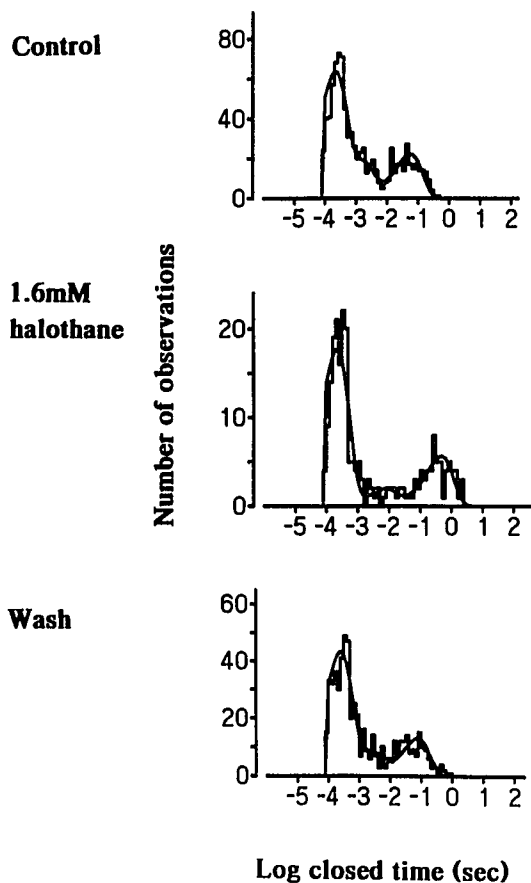 Control
80
40
0
-5 -4 -3 -2 -1 0 1 2
1.6mM
halothane
Number of observations
20
10
0
-5 -4 -3 -2 -1 0 1 2
Wash
60
40
20
0
-5 -4 -3 -2 -1 0 1 2
Log closed time (sec)